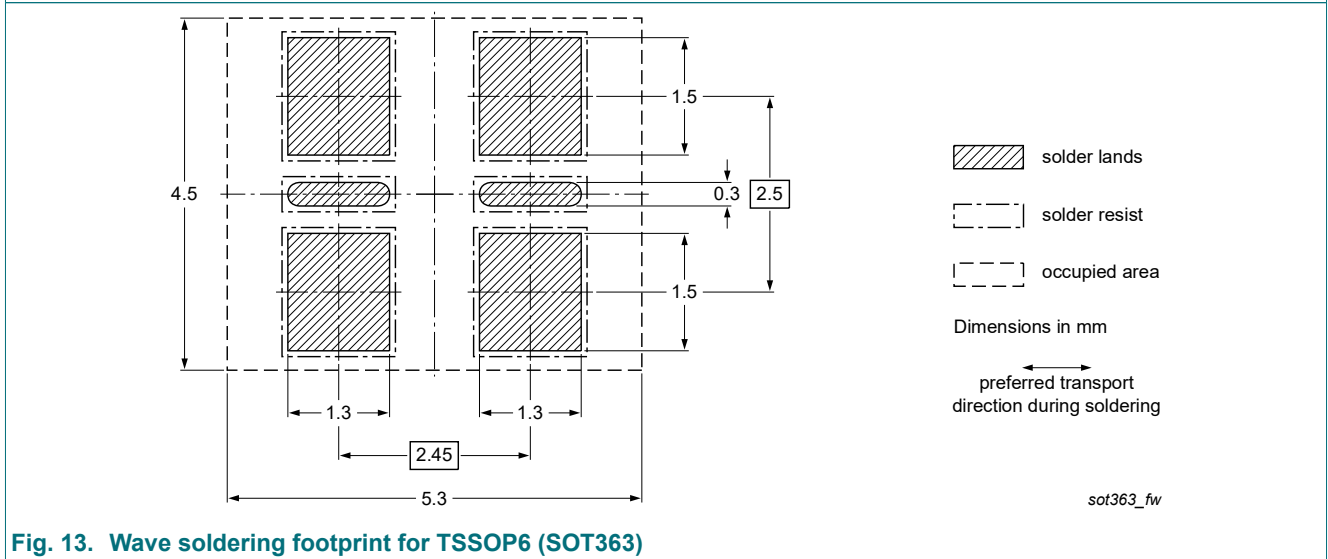 1.5
4.5
0.3
2.5
1.5
1.3
1.3
2.45
5.3
solder lands
solder resist
occupied area
Dimensions in mm
preferred transport
direction during soldering
sot363_fw
Fig. 13. Wave soldering footprint for TSSOP6 (SOT363)